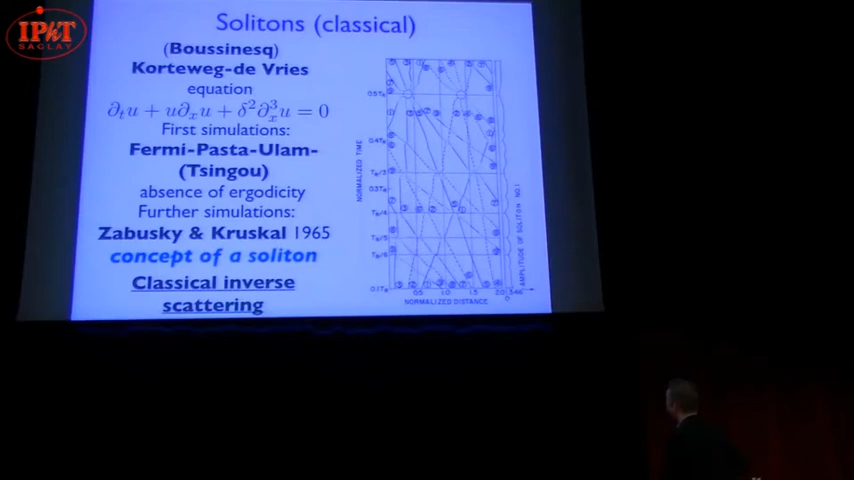 IPhT
SACLAY
Solitons (classical)
(Boussinesq)
Korteweg-de Vries
equation
∂ₜu + u∂ₓu + δ²∂ₓ³u = 0
First simulations:
Fermi-Pasta-Ulam-
(Tsingou)
absence of ergodicity
Further simulations:
Zabusky & Kruskal 1965
concept of a soliton
Classical inverse
scattering
NORMALIZED TIME
NORMALIZED DISTANCE
AMPLITUDE OF SOLITON NO. 1